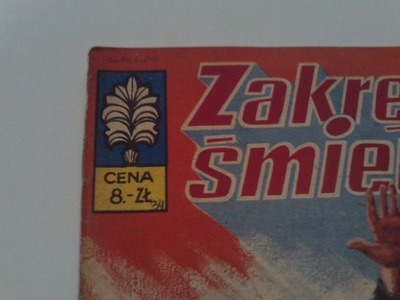 Zakrę
śmie
CENA
8.-ZŁ